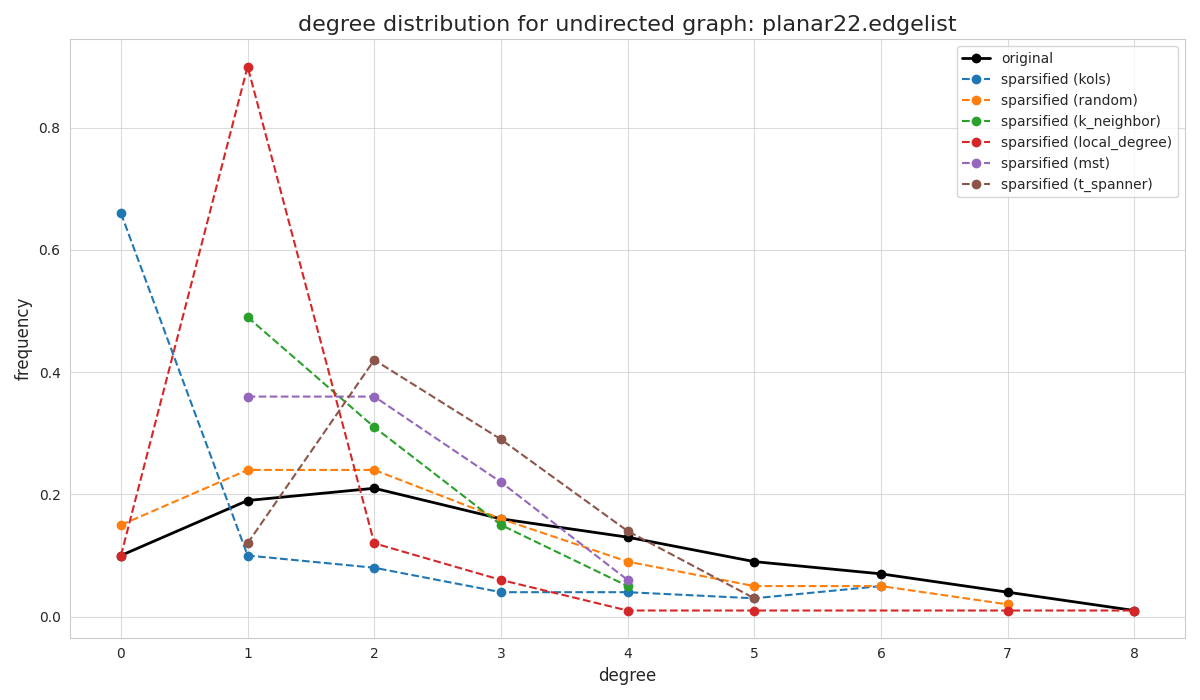 degree distribution for undirected graph: planar22.edgelist
original
sparsified (kols)
sparsified (random)
sparsified (k_neighbor)
sparsified (local_degree)
sparsified (mst)
sparsified (t_spanner)
frequency
0.8
0.6
0.4
0.2
0.0
0 1 2 3 4 5 6 7 8
degree